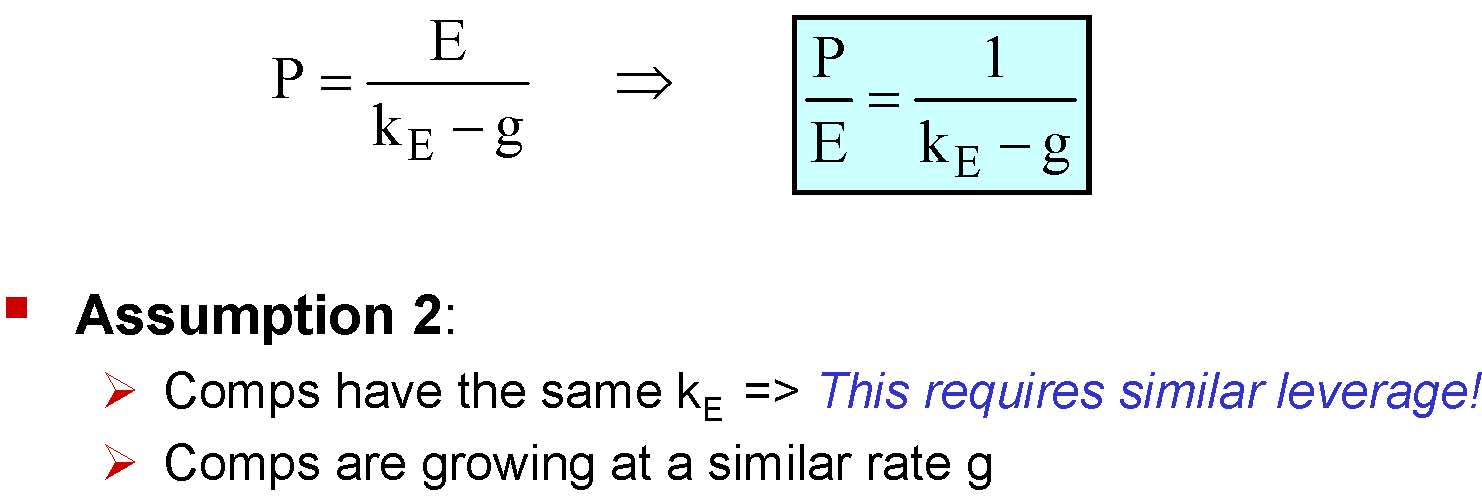 P = E / (k_E − g) ⇒ P/E = 1 / (k_E − g)
Assumption 2:
Comps have the same k_E => This requires similar leverage!
Comps are growing at a similar rate g